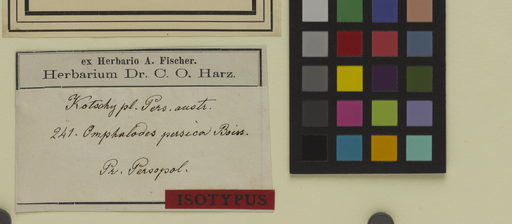 ex Herbario A. Fischer.
Herbarium Dr. C. O. Harz.
Kotschy pl. Pers. austr.
241. Omphalodes persica Boiss.
Pr. Persepol.
ISOTYPUS